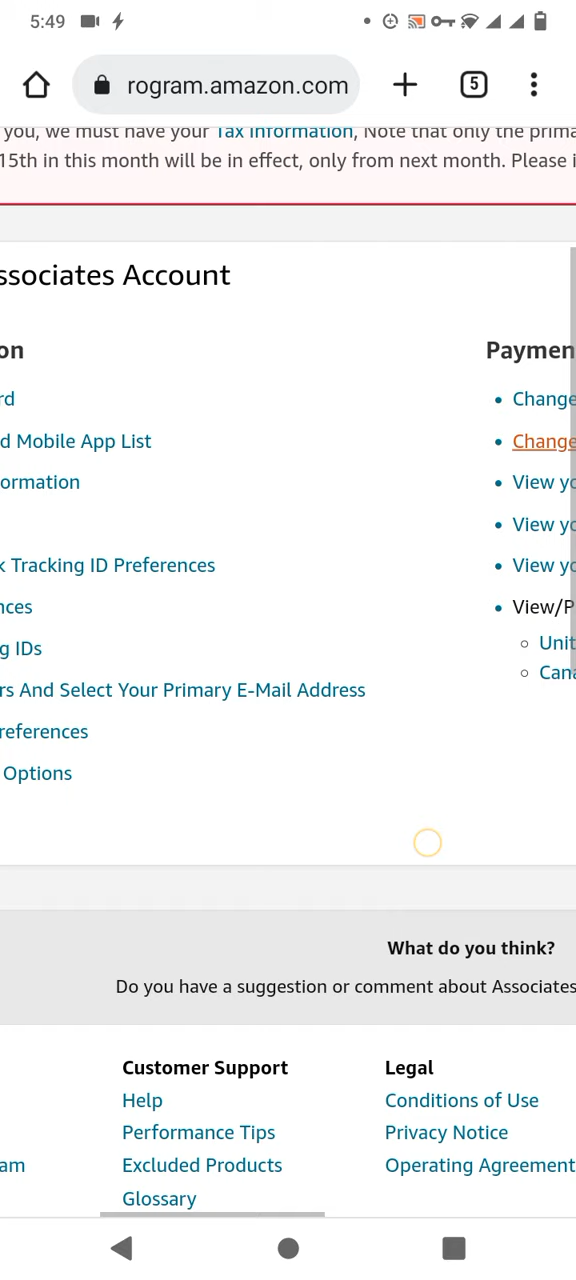 5:49
rogram.amazon.com
5
you, we must have your Tax Information, Note that only the prima
15th in this month will be in effect, only from next month. Please i
ssociates Account
on
rd
d Mobile App List
ormation
k Tracking ID Preferences
nces
g IDs
rs And Select Your Primary E-Mail Address
references
Options
Paymen
Change
Change
View yo
View yo
View yo
View/P
Unit
Cana
What do you think?
Do you have a suggestion or comment about Associates
am
Customer Support
Help
Performance Tips
Excluded Products
Glossary
Legal
Conditions of Use
Privacy Notice
Operating Agreement